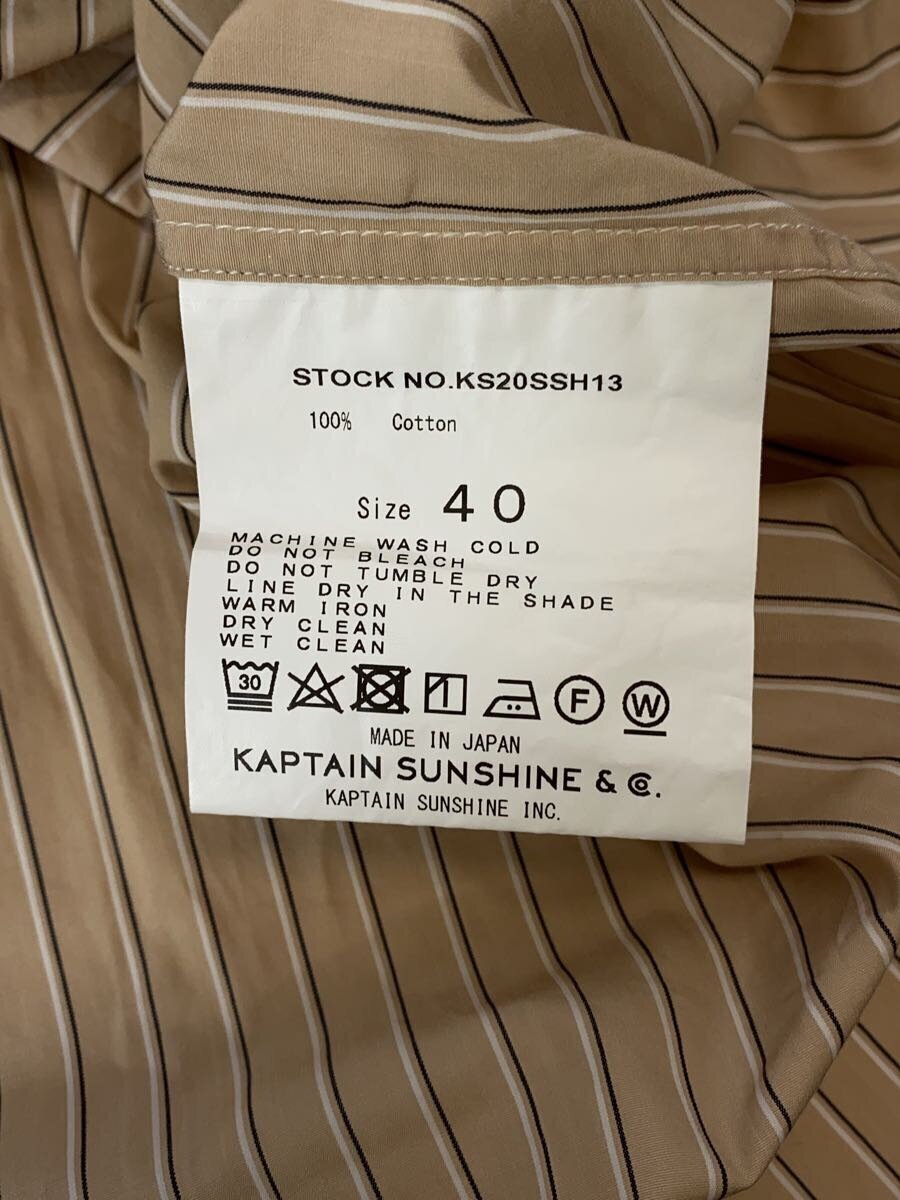 STOCK NO.KS20SSH13
100% Cotton
Size 40
MACHINE WASH COLD
DO NOT BLEACH
DO NOT TUMBLE DRY
LINE DRY IN THE SHADE
WARM IRON
DRY CLEAN
WET CLEAN
30 F W
MADE IN JAPAN
KAPTAIN SUNSHINE & Co.
KAPTAIN SUNSHINE INC.